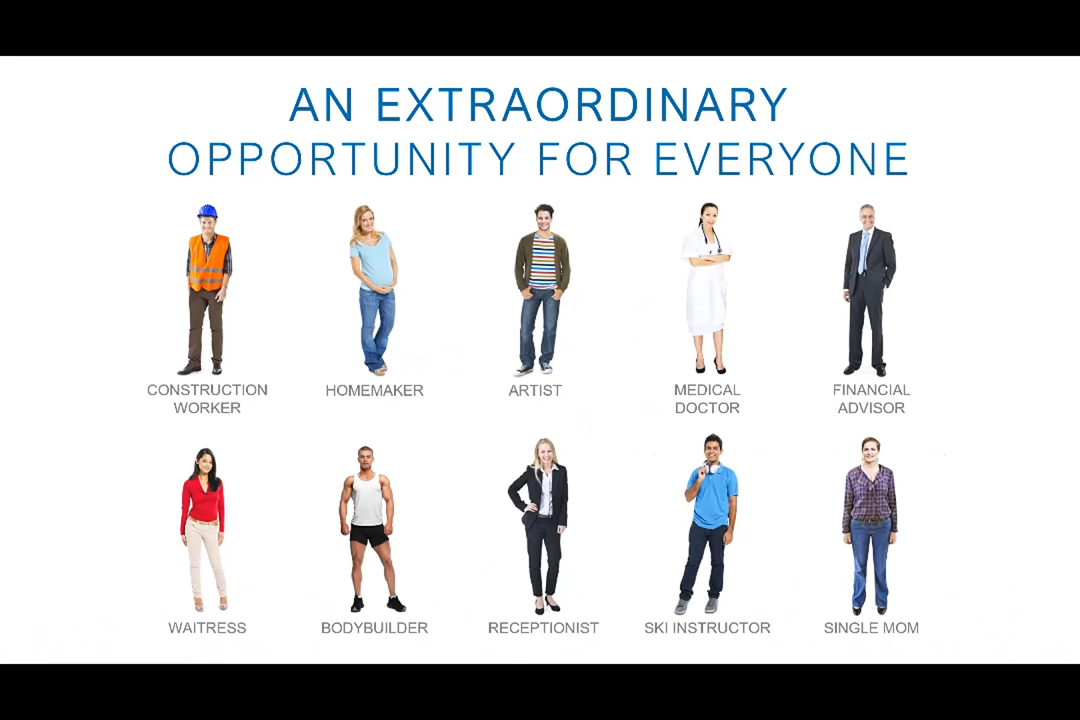 AN EXTRAORDINARY
OPPORTUNITY FOR EVERYONE
CONSTRUCTION
WORKER
HOMEMAKER
ARTIST
MEDICAL
DOCTOR
FINANCIAL
ADVISOR
WAITRESS
BODYBUILDER
RECEPTIONIST
SKI INSTRUCTOR
SINGLE MOM